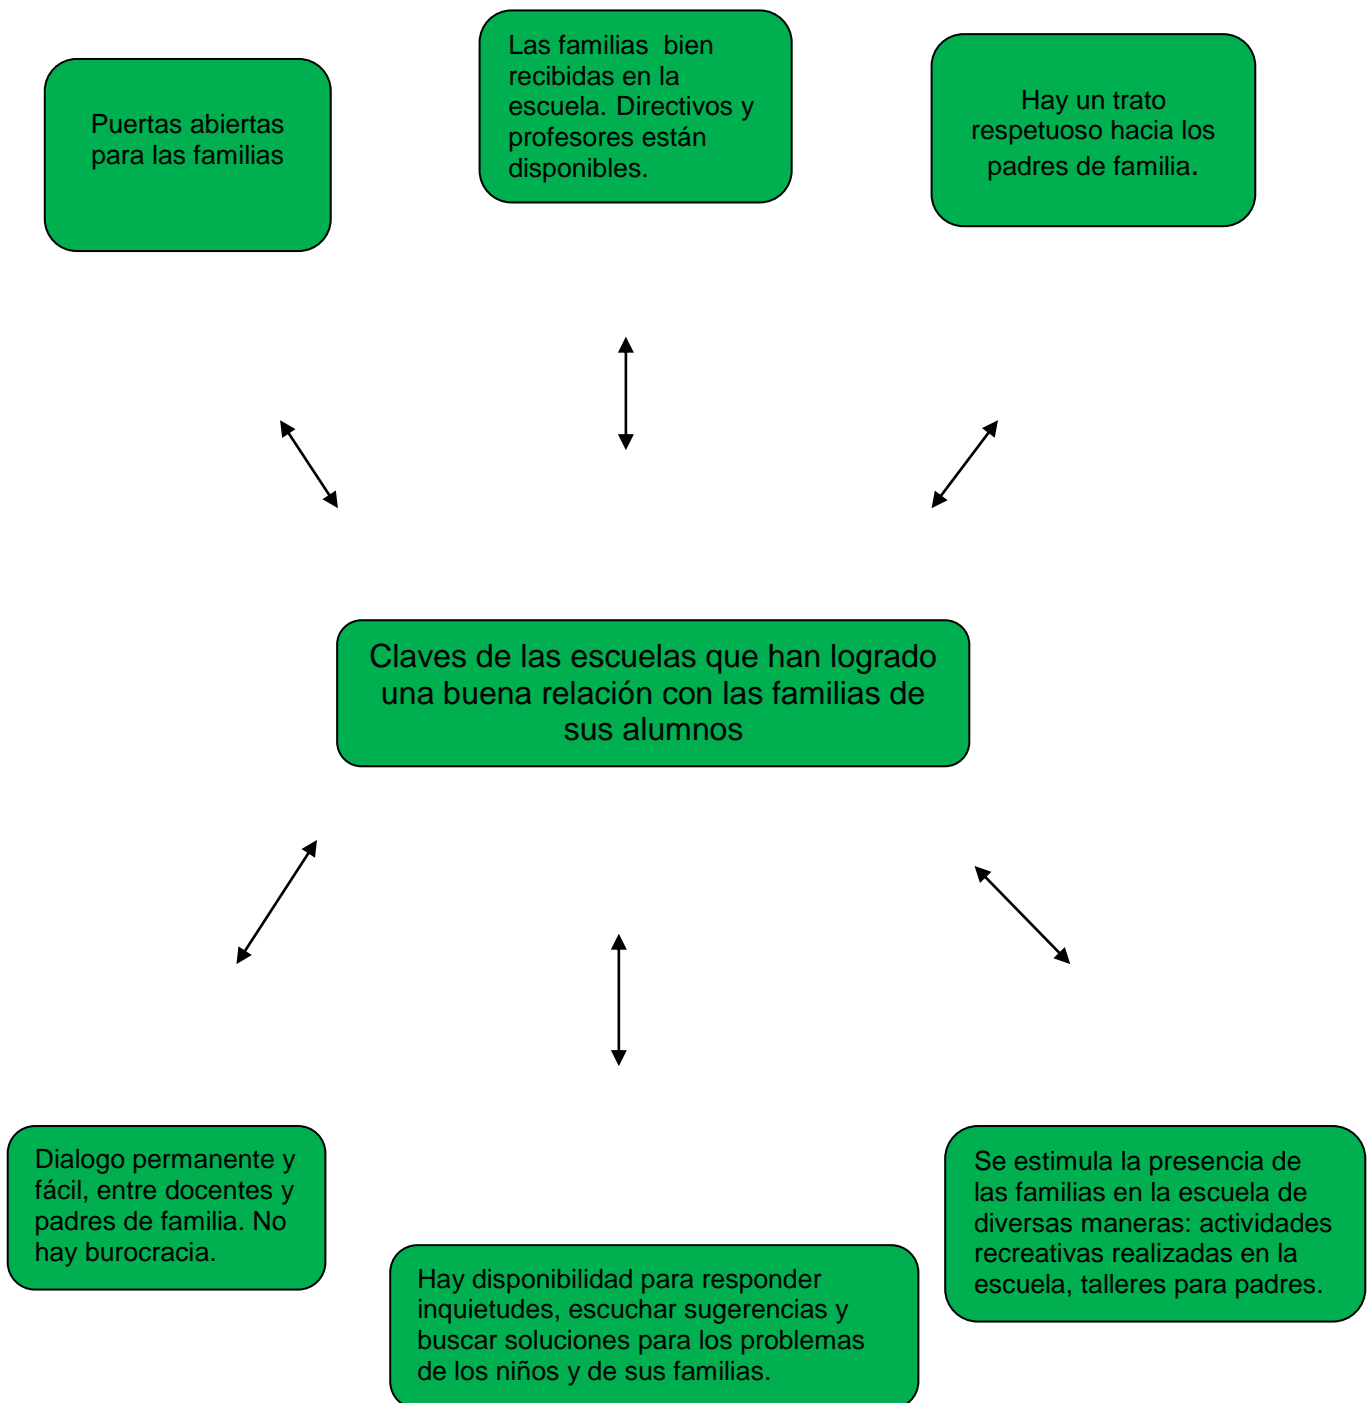 Puertas abiertas
para las familias
Las familias  bien
recibidas en la
escuela. Directivos y
profesores están
disponibles.
Hay un trato
respetuoso hacia los
padres de familia.
Claves de las escuelas que han logrado
una buena relación con las familias de
sus alumnos
Dialogo permanente y
fácil, entre docentes y
padres de familia. No
hay burocracia.
Hay disponibilidad para responder
inquietudes, escuchar sugerencias y
buscar soluciones para los problemas
de los niños y de sus familias.
Se estimula la presencia de
las familias en la escuela de
diversas maneras: actividades
recreativas realizadas en la
escuela, talleres para padres.